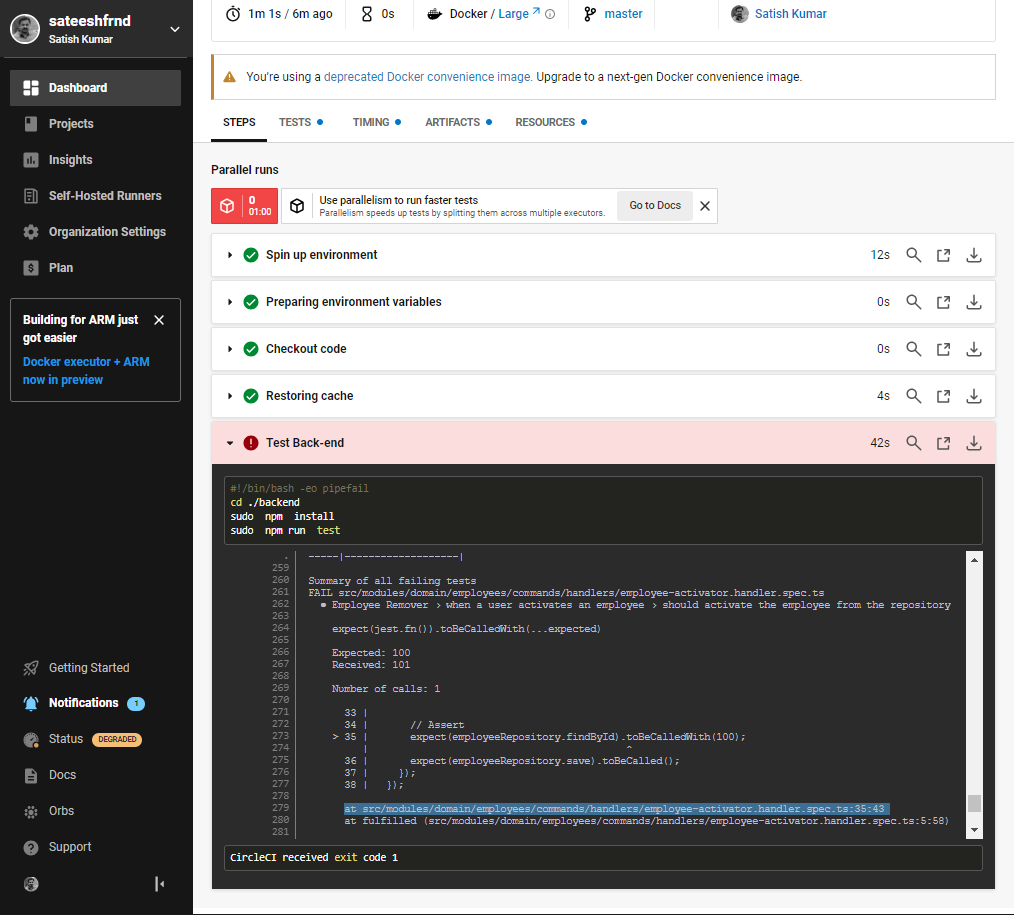 sateeshfrnd
Satish Kumar
Dashboard
Projects
Insights
Self-Hosted Runners
Organization Settings
Plan
Building for ARM just
got easier
Docker executor + ARM
now in preview
Getting Started
Notifications 1
Status DEGRADED
Docs
Orbs
Support
1m 1s / 6m ago 0s Docker / Large master Satish Kumar
You're using a deprecated Docker convenience image. Upgrade to a next-gen Docker convenience image.
STEPS TESTS TIMING ARTIFACTS RESOURCES
Parallel runs
0
01:00
Use parallelism to run faster tests
Parallelism speeds up tests by splitting them across multiple executors.
Go to Docs
Spin up environment 12s
Preparing environment variables 0s
Checkout code 0s
Restoring cache 4s
Test Back-end 42s
#!/bin/bash -eo pipefail
cd ./backend
sudo npm install
sudo npm run test
. -----|-------------------|
259
260 Summary of all failing tests
261 FAIL src/modules/domain/employees/commands/handlers/employee-activator.handler.spec.ts
262 ● Employee Remover › when a user activates an employee › should activate the employee from the repository
263
264 expect(jest.fn()).toBeCalledWith(...expected)
265
266 Expected: 100
267 Received: 101
268
269 Number of calls: 1
270
271 33 |
272 34 | // Assert
273 > 35 | expect(employeeRepository.findById).toBeCalledWith(100);
274 | ^
275 36 | expect(employeeRepository.save).toBeCalled();
276 37 | });
277 38 | });
278
279 at src/modules/domain/employees/commands/handlers/employee-activator.handler.spec.ts:35:43
280 at fulfilled (src/modules/domain/employees/commands/handlers/employee-activator.handler.spec.ts:5:58)
281
CircleCI received exit code 1